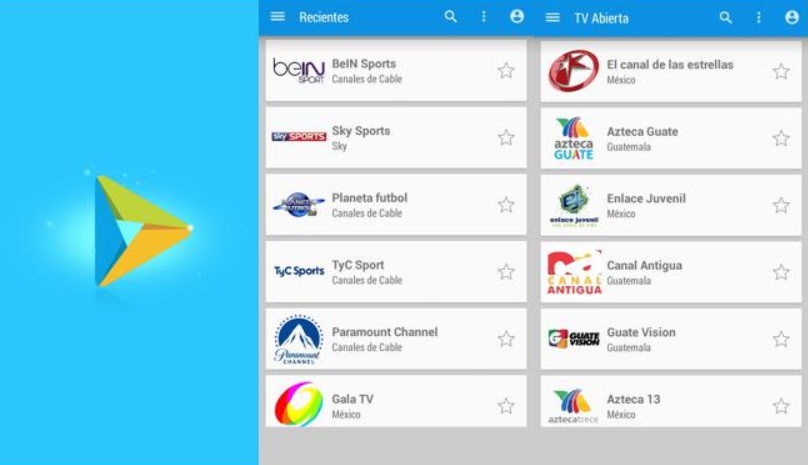 Recientes
beIN
SPORT
BeIN Sports
Canales de Cable
sky SPORTS
Sky Sports
Sky
PLANETA
FUTBOL
Planeta futbol
Canales de Cable
TyC Sports
TyC Sport
Canales de Cable
Paramount
CHANNEL
Paramount Channel
Canales de Cable
Gala TV
México
TV Abierta
El canal de las estrellas
México
azteca
GUATE
Azteca Guate
Guatemala
enlace juvenil
Enlace Juvenil
México
CANAL
ANTIGUA
Canal Antigua
Guatemala
GUATE
VISION
Guate Vision
Guatemala
aztecatrece
Azteca 13
México